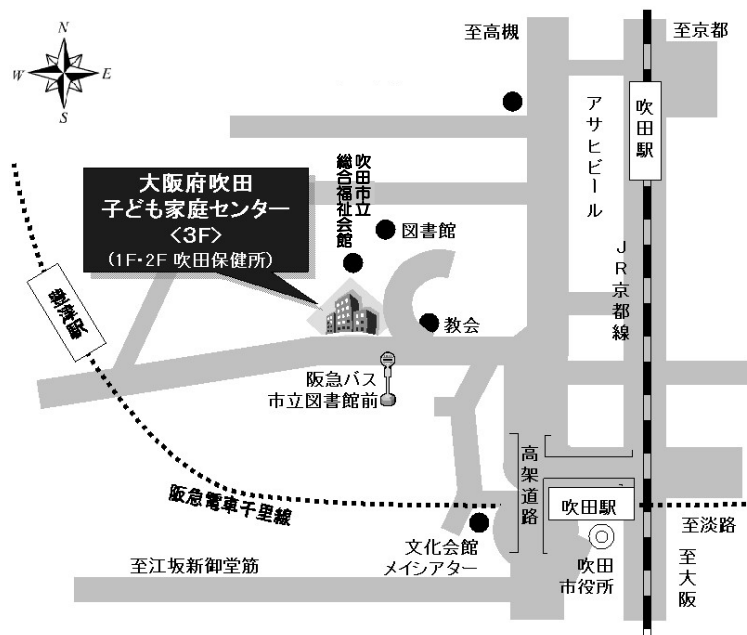 N
W
E
S
至高槻
至京都
吹田駅
アサヒビール
JR京都線
吹田市立
総合福祉会館
大阪府吹田
子ども家庭センター
<3F>
(1F・2F 吹田保健所)
図書館
教会
豊津駅
阪急バス
市立図書館前
高架道路
阪急電車千里線
吹田駅
至淡路
文化会館
メイシアター
吹田
市役所
至江坂新御堂筋
至大阪